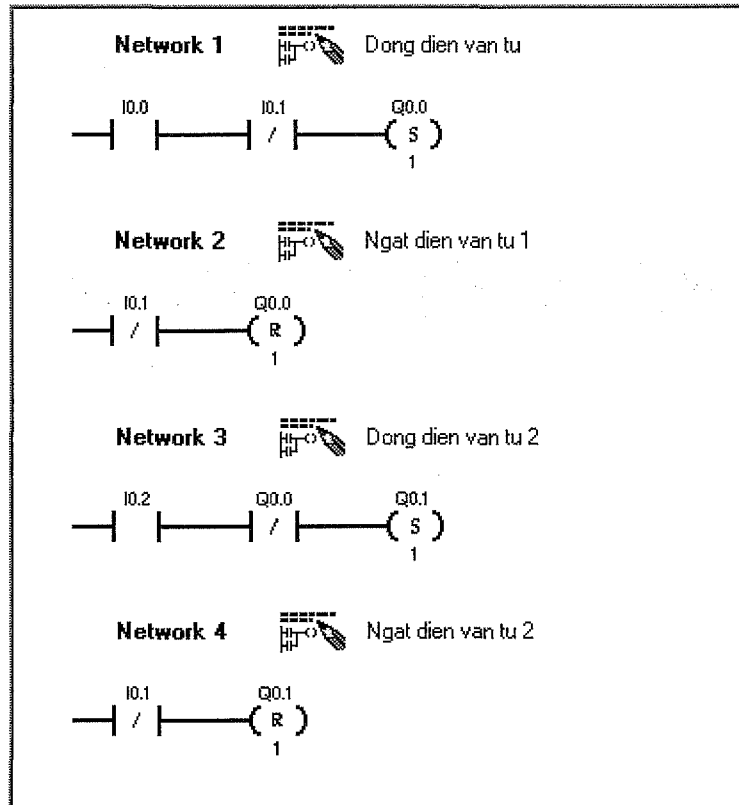 Network 1 Dong dien van tu
I0.0 I0.1 Q0.0
/ S
1
Network 2 Ngat dien van tu 1
I0.1 Q0.0
/ R
1
Network 3 Dong dien van tu 2
I0.2 Q0.0 Q0.1
/ S
1
Network 4 Ngat dien van tu 2
I0.1 Q0.1
/ R
1